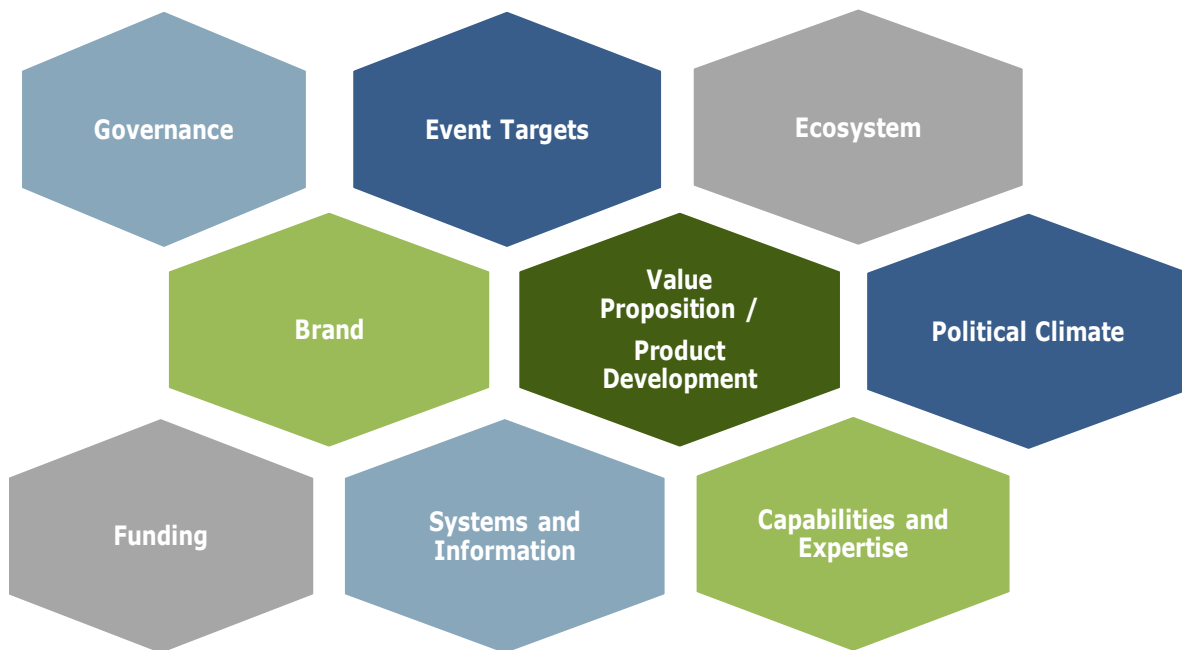 Governance
Event Targets
Ecosystem
Brand
Value
Proposition /
Product
Development
Political Climate
Funding
Systems and
Information
Capabilities and
Expertise